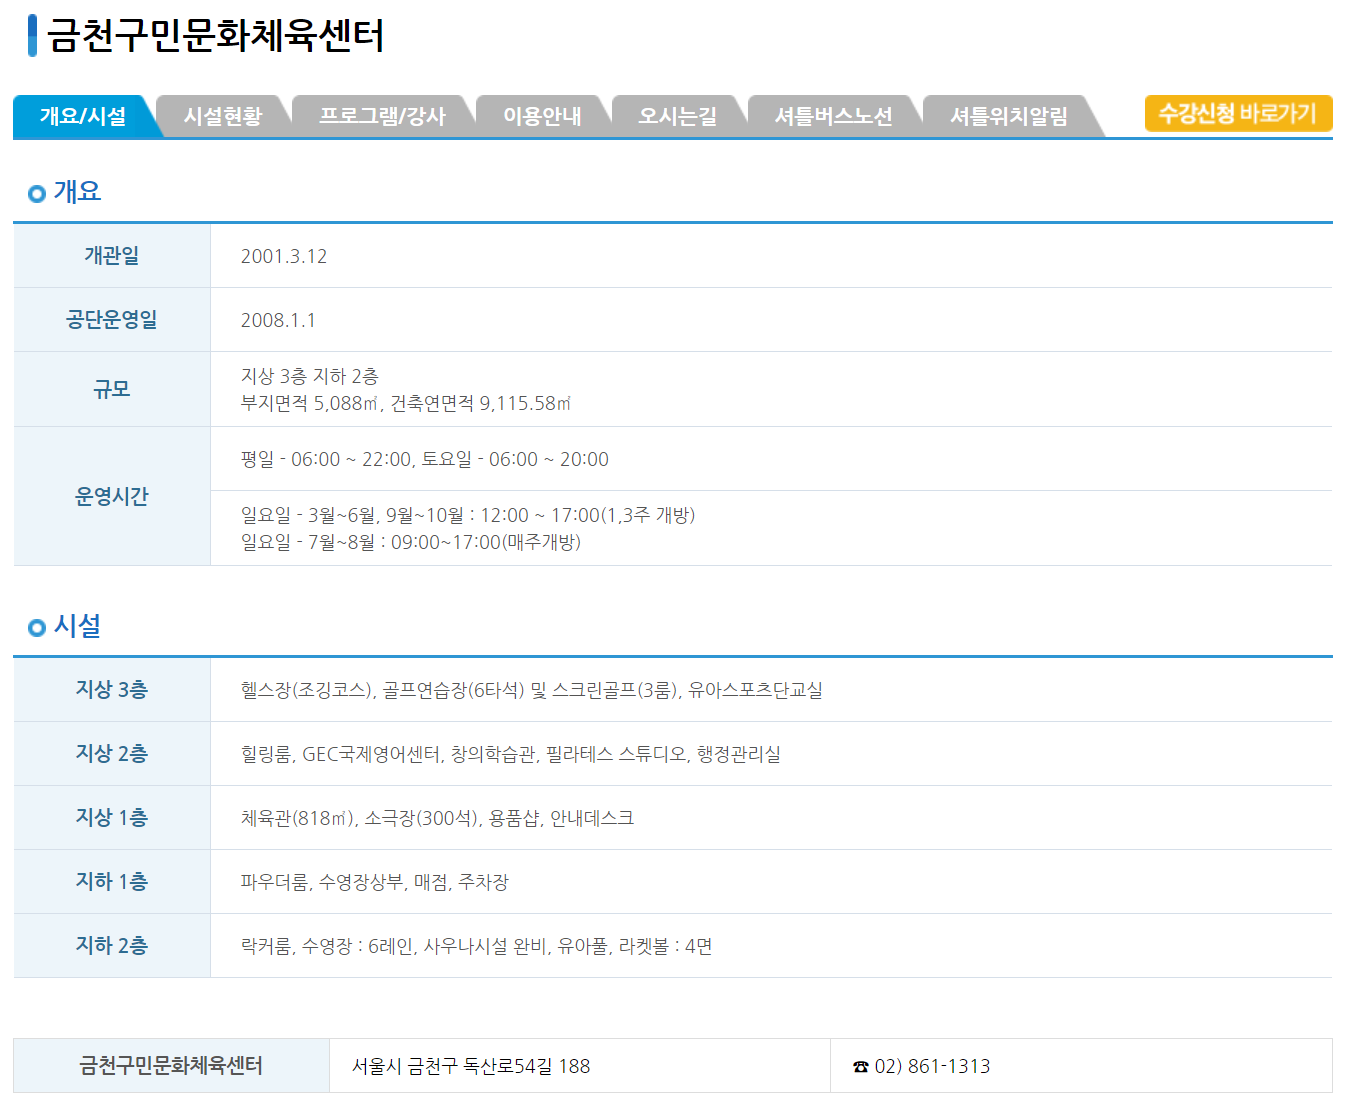 금천구민문화체육센터
개요/시설 시설현황 프로그램/강사 이용안내 오시는길 셔틀버스노선 셔틀위치알림 수강신청 바로가기
개요
개관일 2001.3.12
공단운영일 2008.1.1
규모 지상 3층 지하 2층
부지면적 5,088㎡, 건축연면적 9,115.58㎡
운영시간 평일 - 06:00 ~ 22:00, 토요일 - 06:00 ~ 20:00
일요일 - 3월~6월, 9월~10월 : 12:00 ~ 17:00(1,3주 개방)
일요일 - 7월~8월 : 09:00~17:00(매주개방)
시설
지상 3층 헬스장(조깅코스), 골프연습장(6타석) 및 스크린골프(3룸), 유아스포츠단교실
지상 2층 힐링룸, GEC국제영어센터, 창의학습관, 필라테스 스튜디오, 행정관리실
지상 1층 체육관(818㎡), 소극장(300석), 용품샵, 안내데스크
지하 1층 파우더룸, 수영장상부, 매점, 주차장
지하 2층 락커룸, 수영장 : 6레인, 사우나시설 완비, 유아풀, 라켓볼 : 4면
금천구민문화체육센터 서울시 금천구 독산로54길 188 ☎ 02) 861-1313